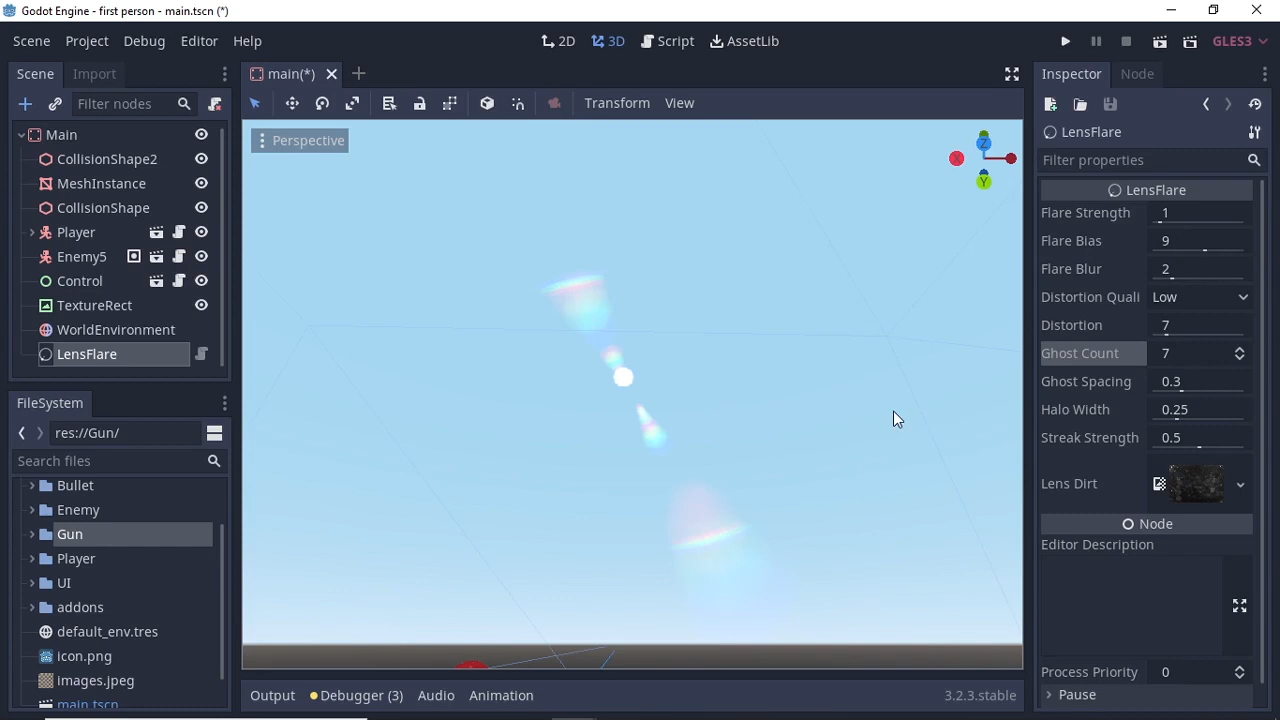 Godot Engine - first person - main.tscn (*)
Scene Project Debug Editor Help
2D 3D Script AssetLib
GLES3
Scene Import
Filter nodes
Main
CollisionShape2
MeshInstance
CollisionShape
Player
Enemy5
Control
TextureRect
WorldEnvironment
LensFlare
FileSystem
res://Gun/
Search files
Bullet
Enemy
Gun
Player
UI
addons
default_env.tres
icon.png
images.jpeg
main.tscn
main(*)
Transform View
Perspective
X
Z
Y
Output Debugger (3) Audio Animation
3.2.3.stable
Inspector Node
LensFlare
Filter properties
LensFlare
Flare Strength 1
Flare Bias 9
Flare Blur 2
Distortion Quali Low
Distortion 7
Ghost Count 7
Ghost Spacing 0.3
Halo Width 0.25
Streak Strength 0.5
Lens Dirt
Node
Editor Description
Process Priority 0
Pause